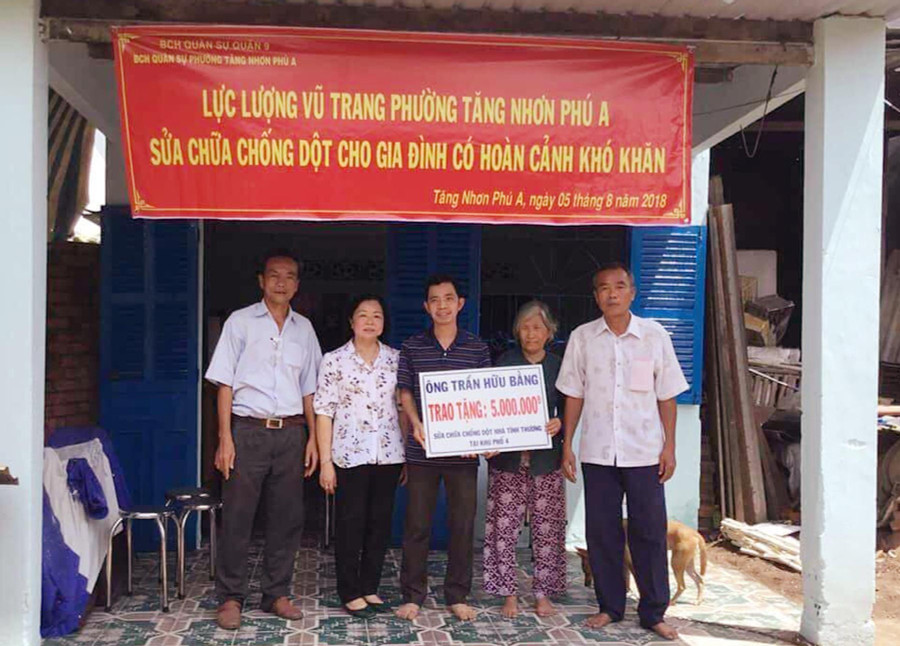 BCH QUÂN SỰ QUẬN 9
BCH QUÂN SỰ PHƯỜNG TĂNG NHƠN PHÚ A
LỰC LƯỢNG VŨ TRANG PHƯỜNG TĂNG NHƠN PHÚ A
SỬA CHỮA CHỐNG DỘT CHO GIA ĐÌNH CÓ HOÀN CẢNH KHÓ KHĂN
Tăng Nhơn Phú A, ngày 05 tháng 8 năm 2018
ÔNG TRẦN HỮU BẰNG
TRAO TẶNG: 5.000.000đ
SỬA CHỮA CHỐNG DỘT NHÀ TÌNH THƯƠNG
TẠI KHU PHỐ 4